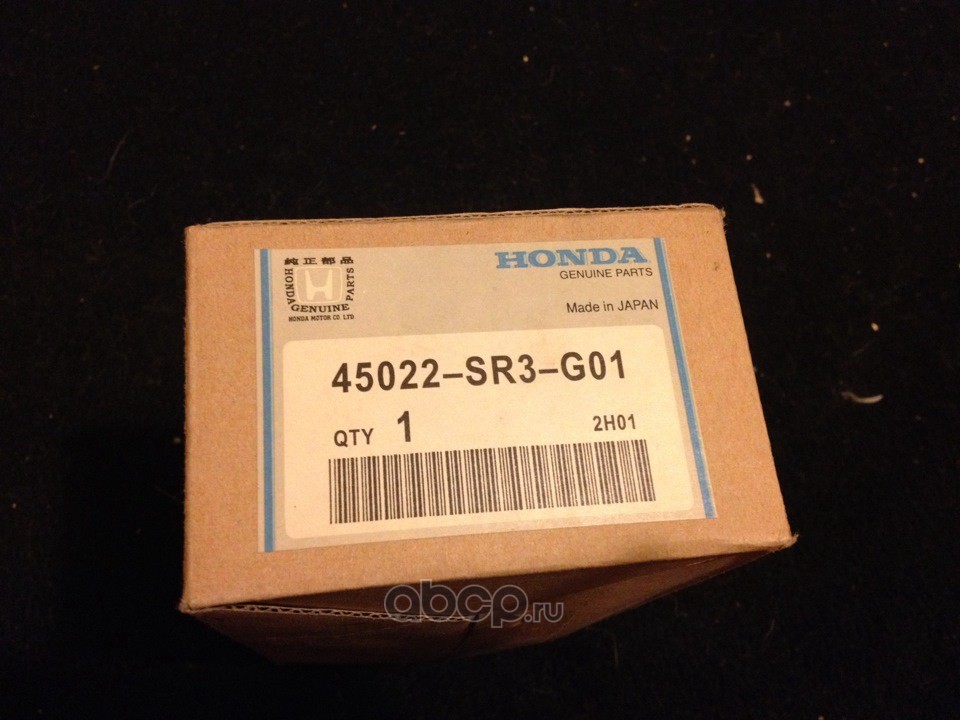 純正部品
HONDA GENUINE PARTS
HONDA MOTOR CO LTD
HONDA
GENUINE PARTS
Made in JAPAN
45022-SR3-G01
QTY 1 2H01
abcp.ru